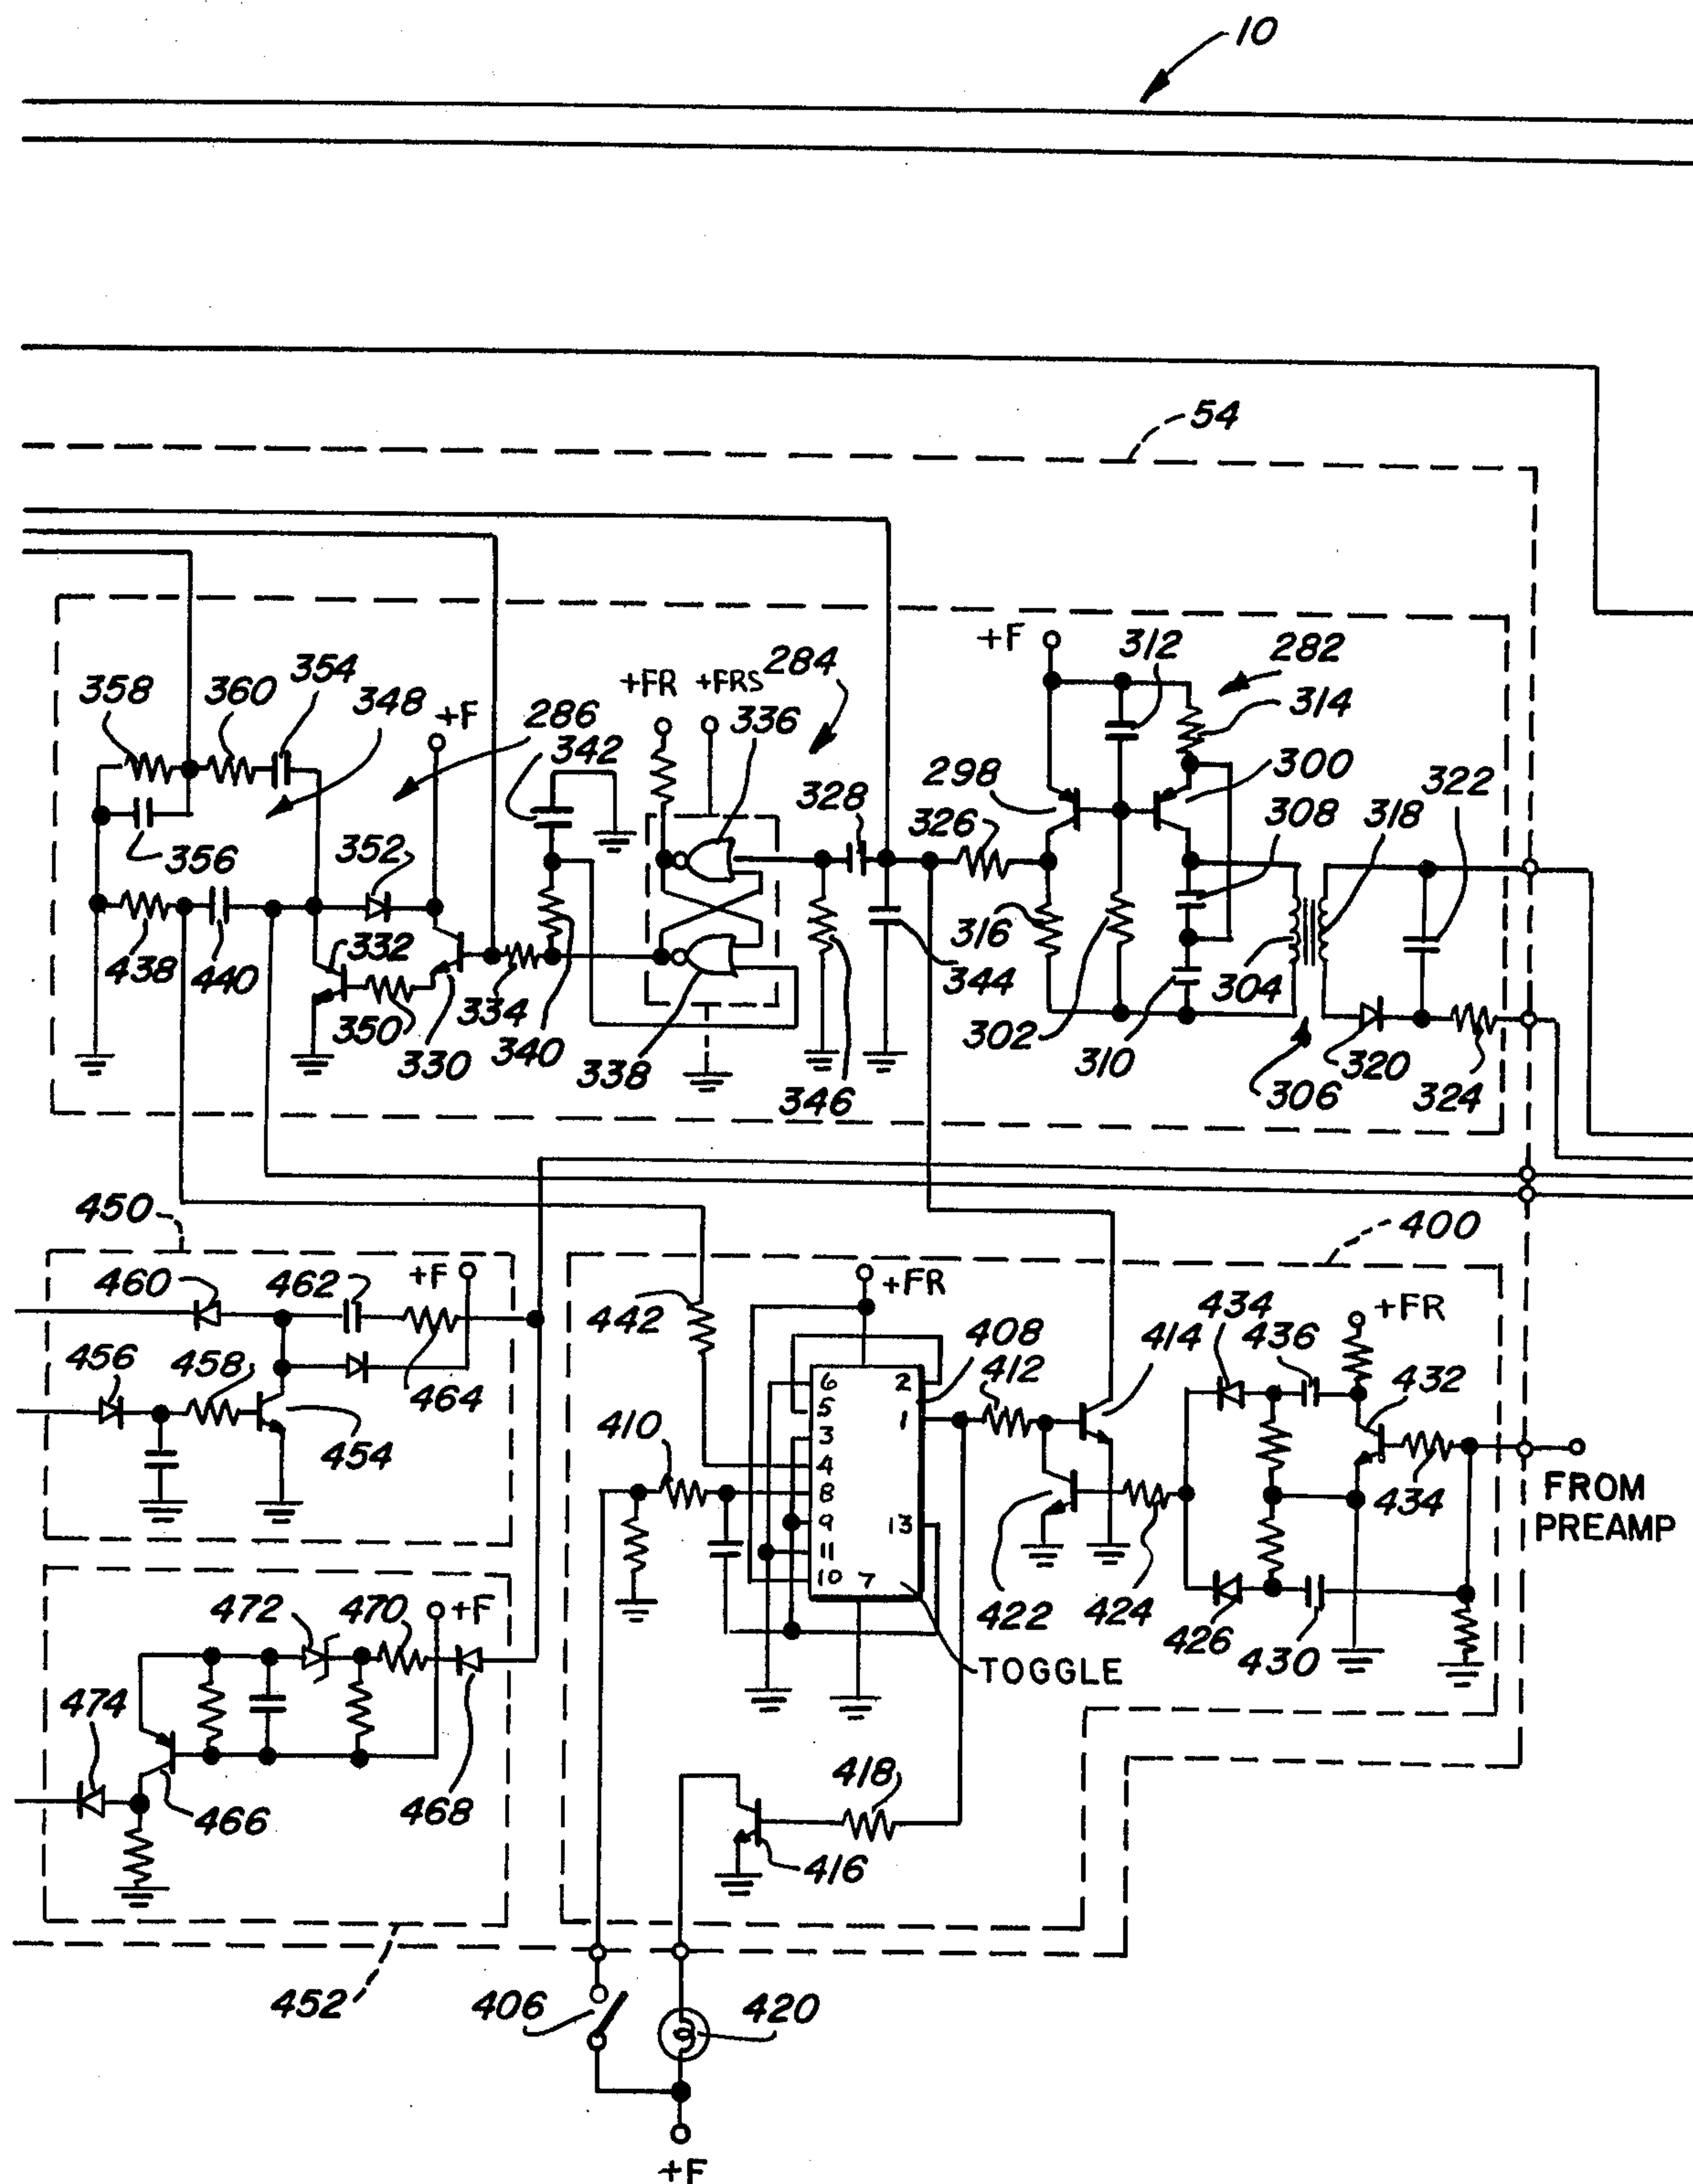 10
54
+F 312 282
358 360 354 348 +F 286 342 +FR +FRS 284 336 314
298 300 322
328 326 308 318
356 352
438 440 332 316 344 304
350 330 334 340 338 302 310 320
346 306 324
450 400
460 462 +F +FR 434 +FR
442 408 436 414
456 458 464 412 432
6 2
5 1
410 3
454 4
8 434 FROM
9 13 PREAMP
11
10 7
472 470 +F 422 424 426 430
474 TOGGLE
466 468 418
416
452 406 420
+F